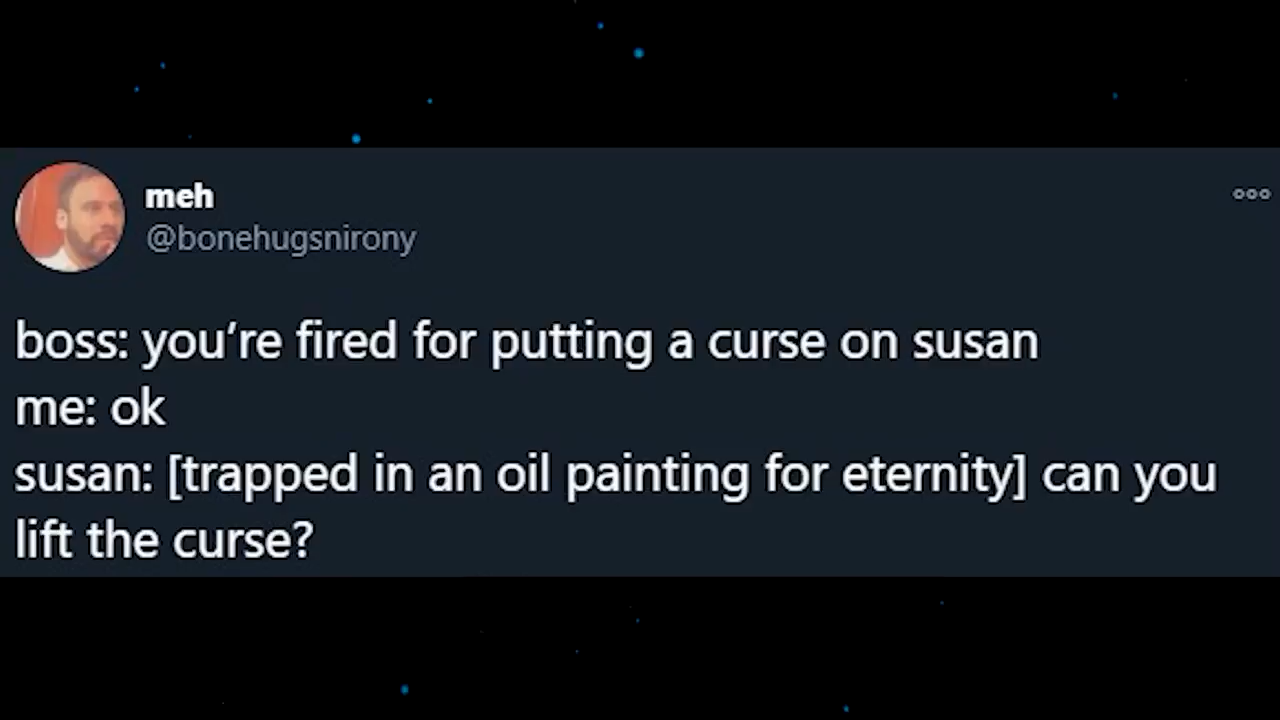 meh
@bonehugsnirony
boss: you’re fired for putting a curse on susan
me: ok
susan: [trapped in an oil painting for eternity] can you
lift the curse?